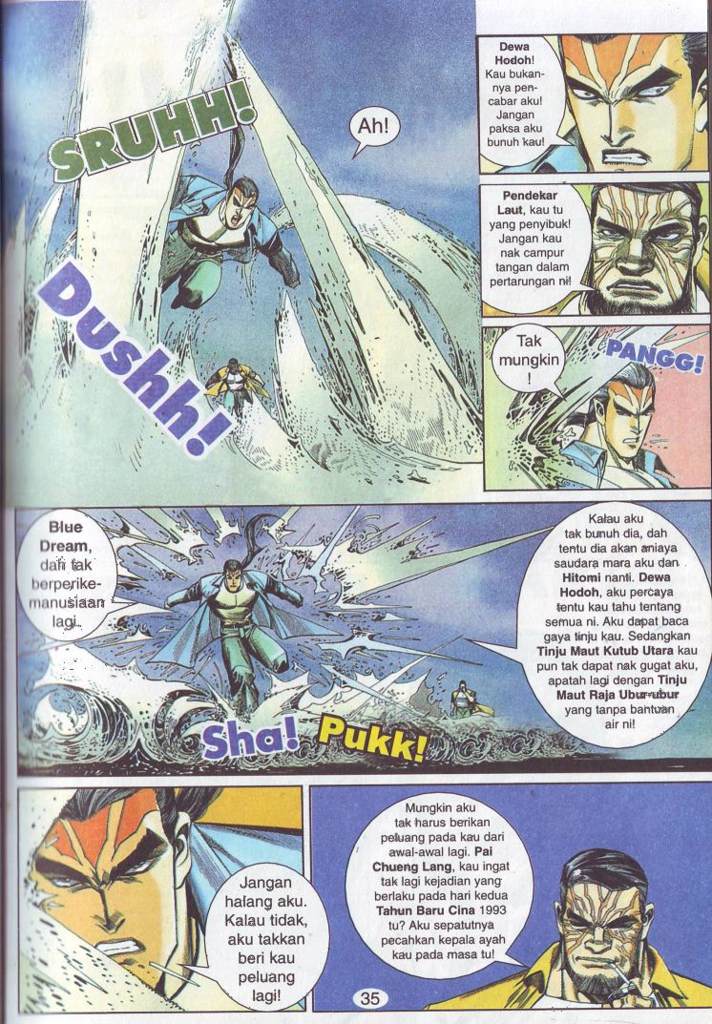 SRUHH!
Ah!
Dushh!
Dewa
Hodoh!
Kau bukan-
nya pen-
cabar aku!
Jangan
paksa aku
bunuh kau!
Pendekar
Laut, kau tu
yang penyibuk!
Jangan kau
nak campur
tangan dalam
pertarungan ni!
Tak
mungkin
!
PANGG!
Blue
Dream,
dah tak
berperike-
manusiaan
lagi.
Sha!
Pukk!
Kalau aku
tak bunuh dia, dah
tentu dia akan aniaya
saudara mara aku dan
Hitomi nanti. Dewa
Hodoh, aku percaya
tentu kau tahu tentang
semua ni. Aku dapat baca
gaya tinju kau. Sedangkan
Tinju Maut Kutub Utara kau
pun tak dapat nak gugat aku,
apatah lagi dengan Tinju
Maut Raja Ubur-ubur
yang tanpa bantuan
air ni!
Jangan
halang aku.
Kalau tidak,
aku takkan
beri kau
peluang
lagi!
Mungkin aku
tak harus berikan
peluang pada kau dari
awal-awal lagi. Pai
Chueng Lang, kau ingat
tak lagi kejadian yang
berlaku pada hari kedua
Tahun Baru Cina 1993
tu? Aku sepatutnya
pecahkan kepala ayah
kau pada masa tu!
35